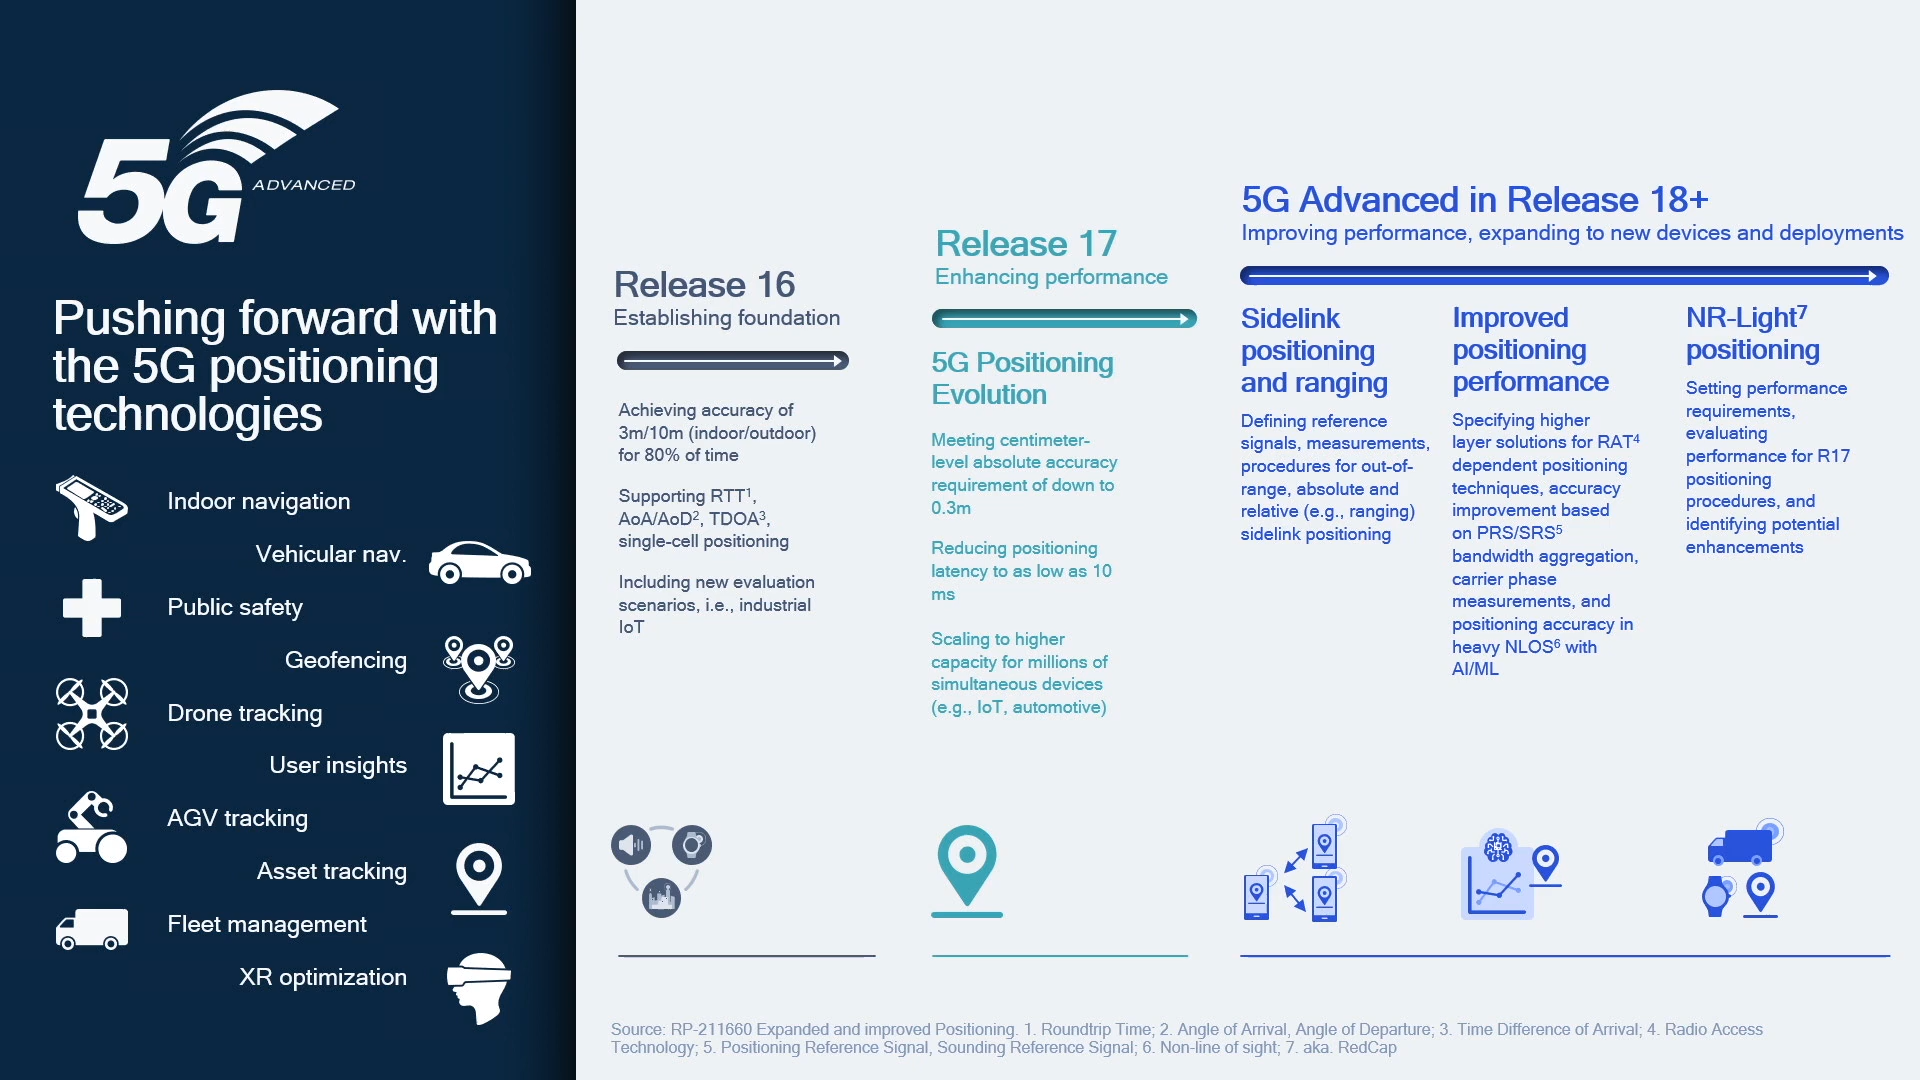 5G ADVANCED
Pushing forward with
the 5G positioning
technologies
Indoor navigation
Vehicular nav.
Public safety
Geofencing
Drone tracking
User insights
AGV tracking
Asset tracking
Fleet management
XR optimization
Release 16
Establishing foundation
Achieving accuracy of
3m/10m (indoor/outdoor)
for 80% of time
Supporting RTT¹,
AoA/AoD², TDOA³,
single-cell positioning
Including new evaluation
scenarios, i.e., industrial
IoT
Release 17
Enhancing performance
5G Positioning
Evolution
Meeting centimeter-
level absolute accuracy
requirement of down to
0.3m
Reducing positioning
latency to as low as 10
ms
Scaling to higher
capacity for millions of
simultaneous devices
(e.g., IoT, automotive)
5G Advanced in Release 18+
Improving performance, expanding to new devices and deployments
Sidelink
positioning
and ranging
Defining reference
signals, measurements,
procedures for out-of-
range, absolute and
relative (e.g., ranging)
sidelink positioning
Improved
positioning
performance
Specifying higher
layer solutions for RAT⁴
dependent positioning
techniques, accuracy
improvement based
on PRS/SRS⁵
bandwidth aggregation,
carrier phase
measurements, and
positioning accuracy in
heavy NLOS⁶ with
AI/ML
NR-Light⁷
positioning
Setting performance
requirements,
evaluating
performance for R17
positioning
procedures, and
identifying potential
enhancements
Source: RP-211660 Expanded and improved Positioning. 1. Roundtrip Time; 2. Angle of Arrival, Angle of Departure; 3. Time Difference of Arrival; 4. Radio Access
Technology; 5. Positioning Reference Signal, Sounding Reference Signal; 6. Non-line of sight; 7. aka. RedCap